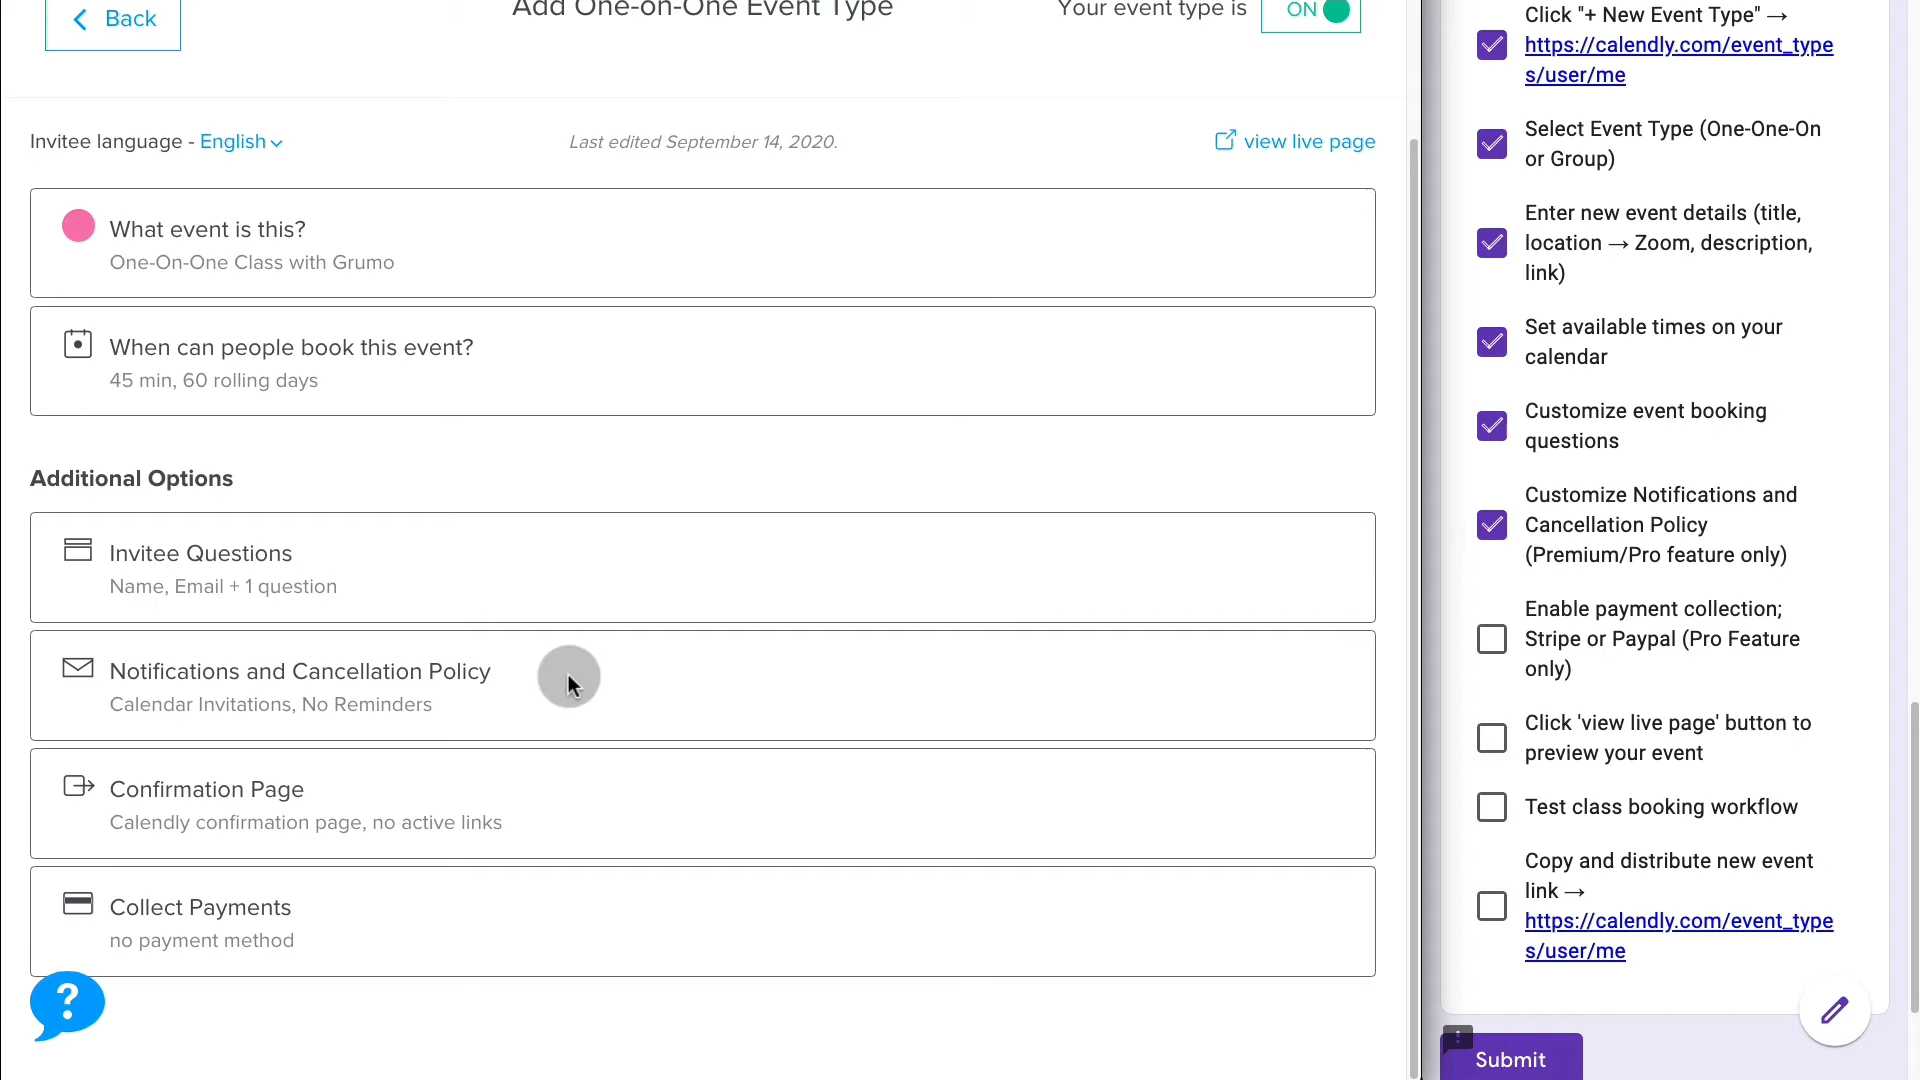 Back
Add One-on-One Event Type
Your event type is
ON
Invitee language - English
Last edited September 14, 2020.
view live page
What event is this?
One-On-One Class with Grumo
When can people book this event?
45 min, 60 rolling days
Additional Options
Invitee Questions
Name, Email + 1 question
Notifications and Cancellation Policy
Calendar Invitations, No Reminders
Confirmation Page
Calendly confirmation page, no active links
Collect Payments
no payment method
?
Click "+ New Event Type" →
https://calendly.com/event_type
s/user/me
Select Event Type (One-One-On
or Group)
Enter new event details (title,
location → Zoom, description,
link)
Set available times on your
calendar
Customize event booking
questions
Customize Notifications and
Cancellation Policy
(Premium/Pro feature only)
Enable payment collection;
Stripe or Paypal (Pro Feature
only)
Click 'view live page' button to
preview your event
Test class booking workflow
Copy and distribute new event
link →
https://calendly.com/event_type
s/user/me
Submit